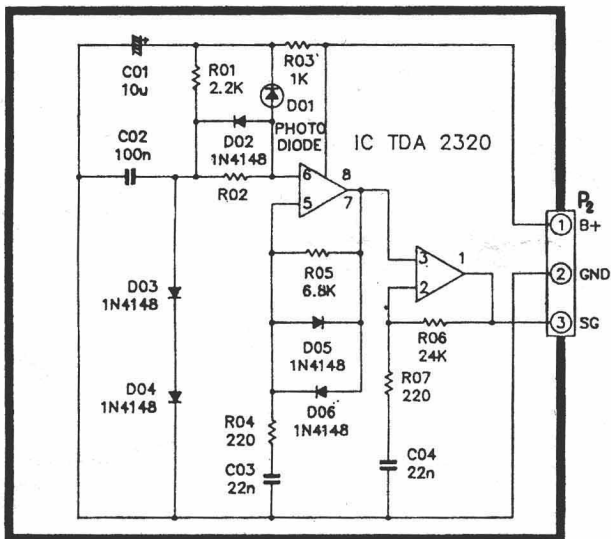 C01
10u
R01
2.2K
R03
1K
D01
PHOTO
DIODE
C02
100n
D02
1N4148
R02
IC TDA 2320
6
5
8
7
P2
1 B+
2 GND
3 SG
3
2
1
D03
1N4148
R05
6.8K
D05
1N4148
R06
24K
R07
220
D04
1N4148
D06
1N4148
R04
220
C03
22n
C04
22n